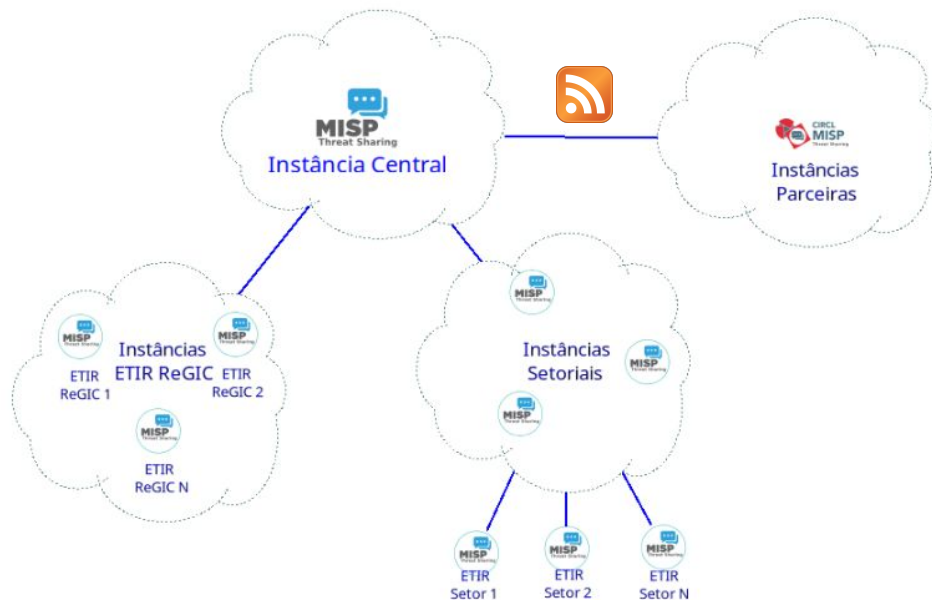 MISP
Threat Sharing
Instância Central
CIRCL
MISP
Threat Sharing
Instâncias
Parceiras
MISP
Threat Sharing
ETIR
ReGIC 1
Instâncias
ETIR ReGIC
MISP
Threat Sharing
ETIR
ReGIC 2
MISP
Threat Sharing
ETIR
ReGIC N
MISP
Threat Sharing
Instâncias
Setoriais
MISP
Threat Sharing
MISP
Threat Sharing
MISP
Threat Sharing
ETIR
Setor 1
MISP
Threat Sharing
ETIR
Setor 2
MISP
Threat Sharing
ETIR
Setor N